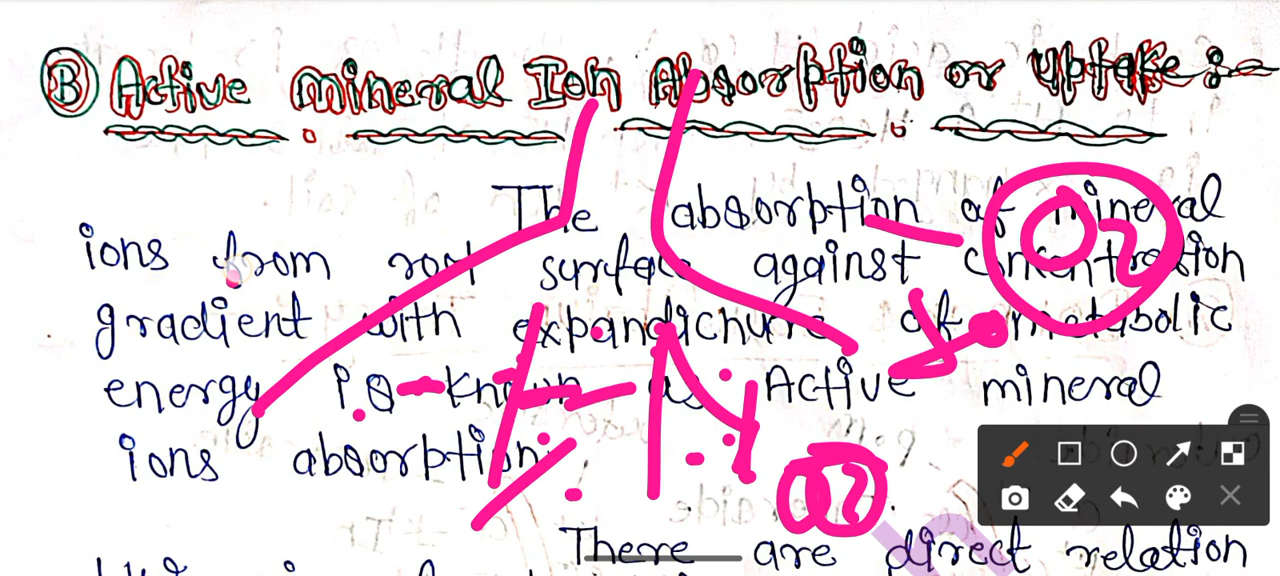 B Active mineral Ion Absorption or Uptake :-
The absorption of mineral
ions from root surface against concentration
gradient with expandichure of metabolic
energy is known as Active mineral
ions absorption.
There are direct relation
O2
O2